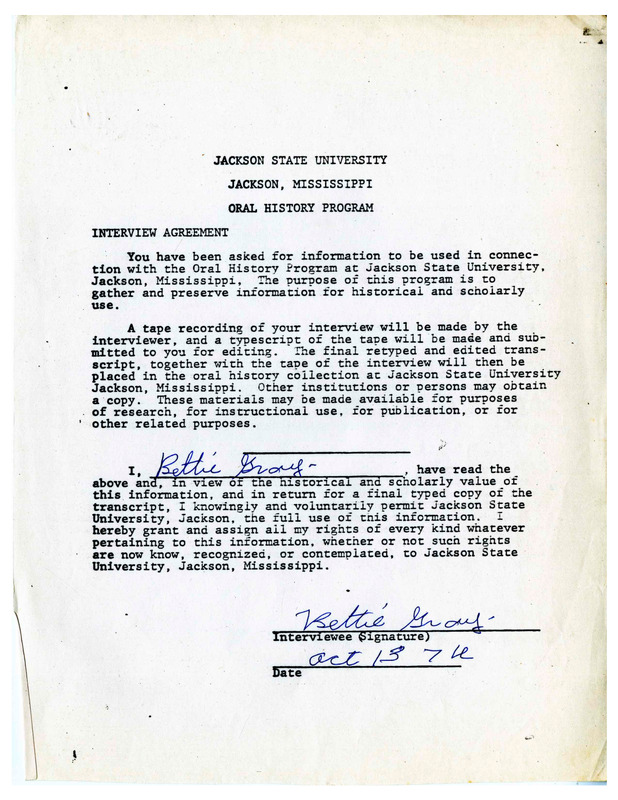 JACKSON STATE UNIVERSITY
JACKSON, MISSISSIPPI
ORAL HISTORY PROGRAM
INTERVIEW AGREEMENT
You have been asked for information to be used in connec-
tion with the Oral History Program at Jackson State University,
Jackson, Mississippi. The purpose of this program is to
gather and preserve information for historical and scholarly
use.
A tape recording of your interview will be made by the
interviewer, and a typescript of the tape will be made and sub-
mitted to you for editing. The final retyped and edited trans-
script, together with the tape of the interview will then be
placed in the oral history collection at Jackson State University
Jackson, Mississippi. Other institutions or persons may obtain
a copy. These materials may be made available for purposes
of research, for instructional use, for publication, or for
other related purposes.
I, Bettie Gray, have read the
above and, in view of the historical and scholarly value of
this information, and in return for a final typed copy of the
transcript, I knowingly and voluntarily permit Jackson State
University, Jackson, the full use of this information. I
hereby grant and assign all my rights of every kind whatever
pertaining to this information, whether or not such rights
are now know, recognized, or contemplated, to Jackson State
University, Jackson, Mississippi.
Bettie Gray
Interviewee (Signature)
Oct 13
Date